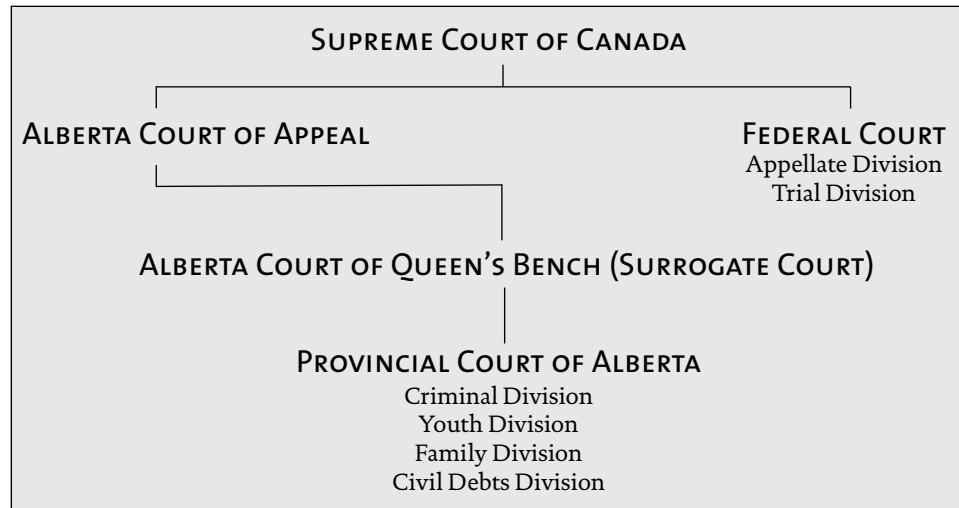 Supreme Court of Canada
Alberta Court of Appeal
Federal Court
Appellate Division
Trial Division
Alberta Court of Queen's Bench (Surrogate Court)
Provincial Court of Alberta
Criminal Division
Youth Division
Family Division
Civil Debts Division